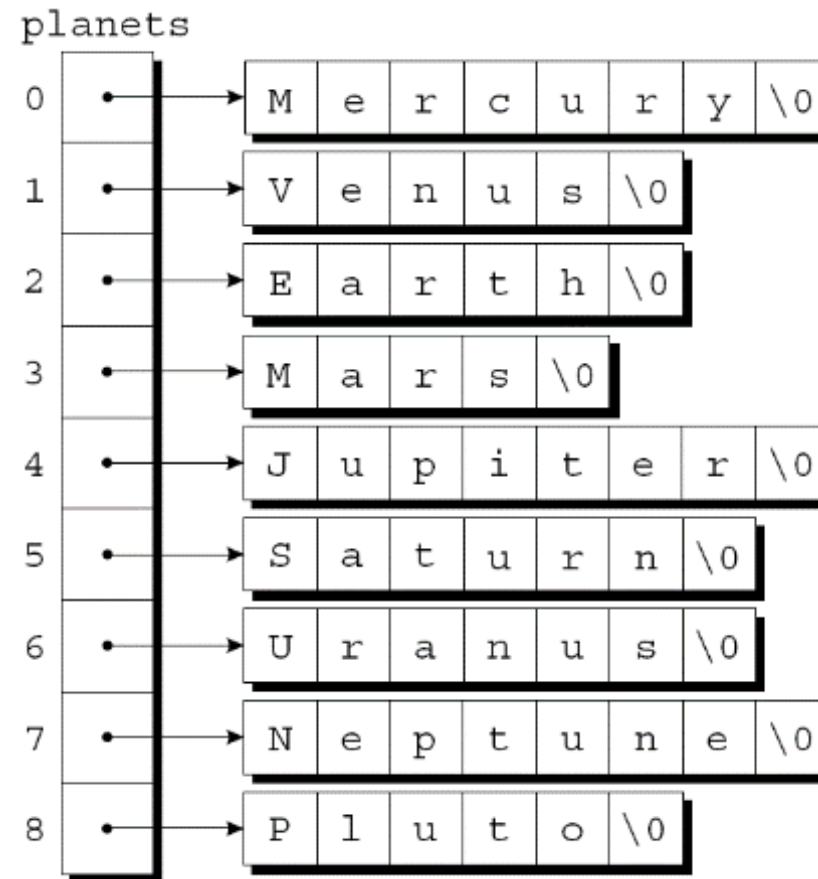 planets
0 M e r c u r y \0
1 V e n u s \0
2 E a r t h \0
3 M a r s \0
4 J u p i t e r \0
5 S a t u r n \0
6 U r a n u s \0
7 N e p t u n e \0
8 P l u t o \0